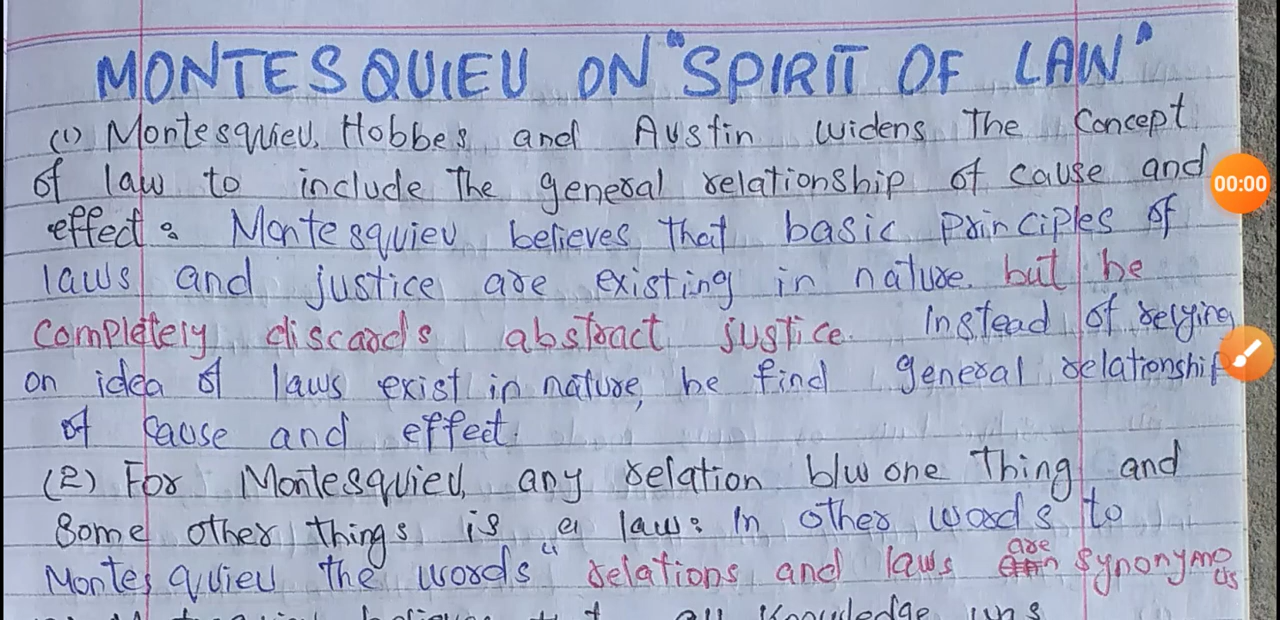 MONTESQUIEU ON "SPIRIT OF LAW"
(1) Montesquieu, Hobbes and Austin widens The Concept
of law to include The general relationship of cause and
effect. Montesquieu believes that basic principles of
laws and justice are existing in nature. but he
completely discards abstract justice. Instead of relying
on idea of laws exist in nature, he find general relationship
of cause and effect.
(2) For Montesquieu, any relation b/w one Thing and
Some other things is a law. In other words to
Montesquieu the words "relations and laws are synonymous
all knowledge
00:00